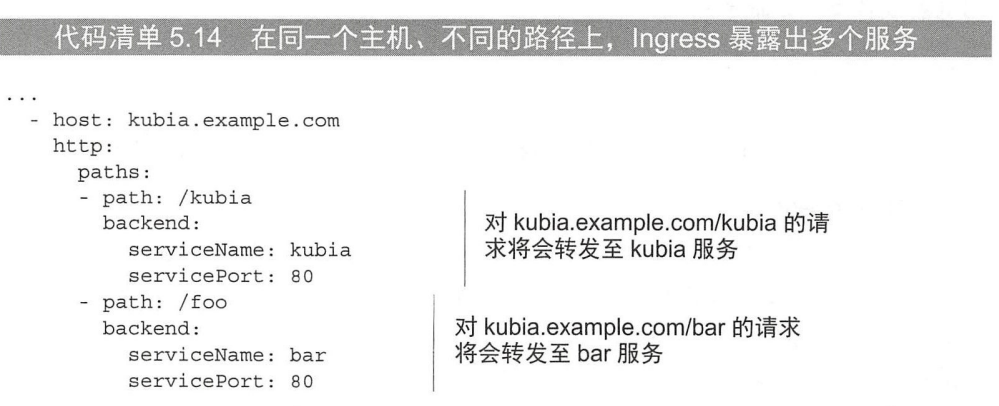 代码清单 5.14 在同一个主机、不同的路径上，Ingress 暴露出多个服务
...
- host: kubia.example.com
http:
paths:
- path: /kubia
backend:
serviceName: kubia
servicePort: 80
对 kubia.example.com/kubia 的请
求将会转发至 kubia 服务
- path: /foo
backend:
serviceName: bar
servicePort: 80
对 kubia.example.com/bar 的请求
将会转发至 bar 服务